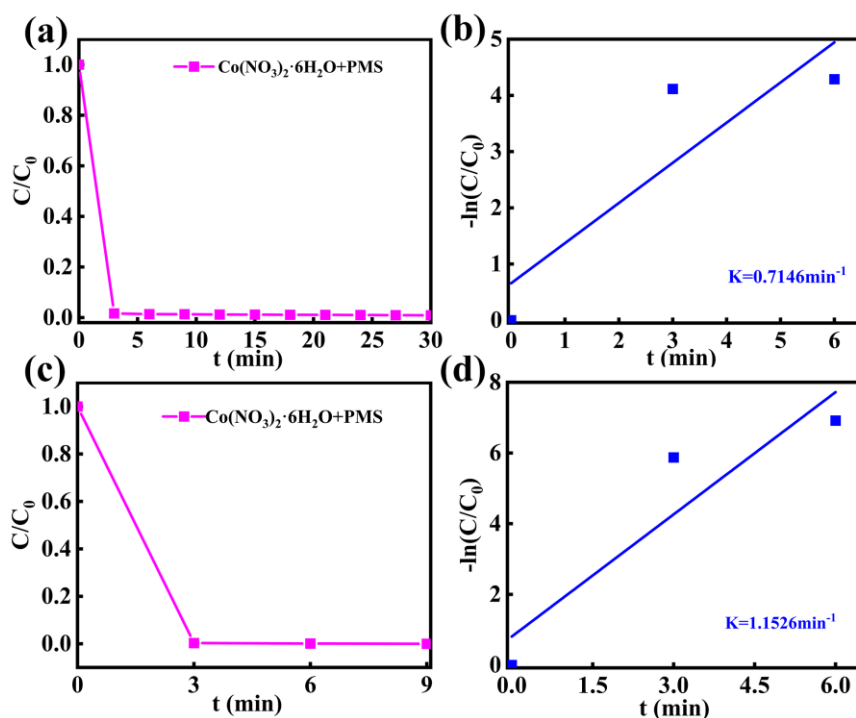 (a)
C/C₀
1.0
0.8
0.6
0.4
0.2
0.0
Co(NO₃)₂·6H₂O+PMS
0 5 10 15 20 25 30
t (min)
(b)
-ln(C/C₀)
5
4
3
2
1
0
K=0.7146min⁻¹
0 1 2 3 4 5 6
t (min)
(c)
C/C₀
1.0
0.8
0.6
0.4
0.2
0.0
Co(NO₃)₂·6H₂O+PMS
0 3 6 9
t (min)
(d)
-ln(C/C₀)
8
6
4
2
0
K=1.1526min⁻¹
0.0 1.5 3.0 4.5 6.0
t (min)